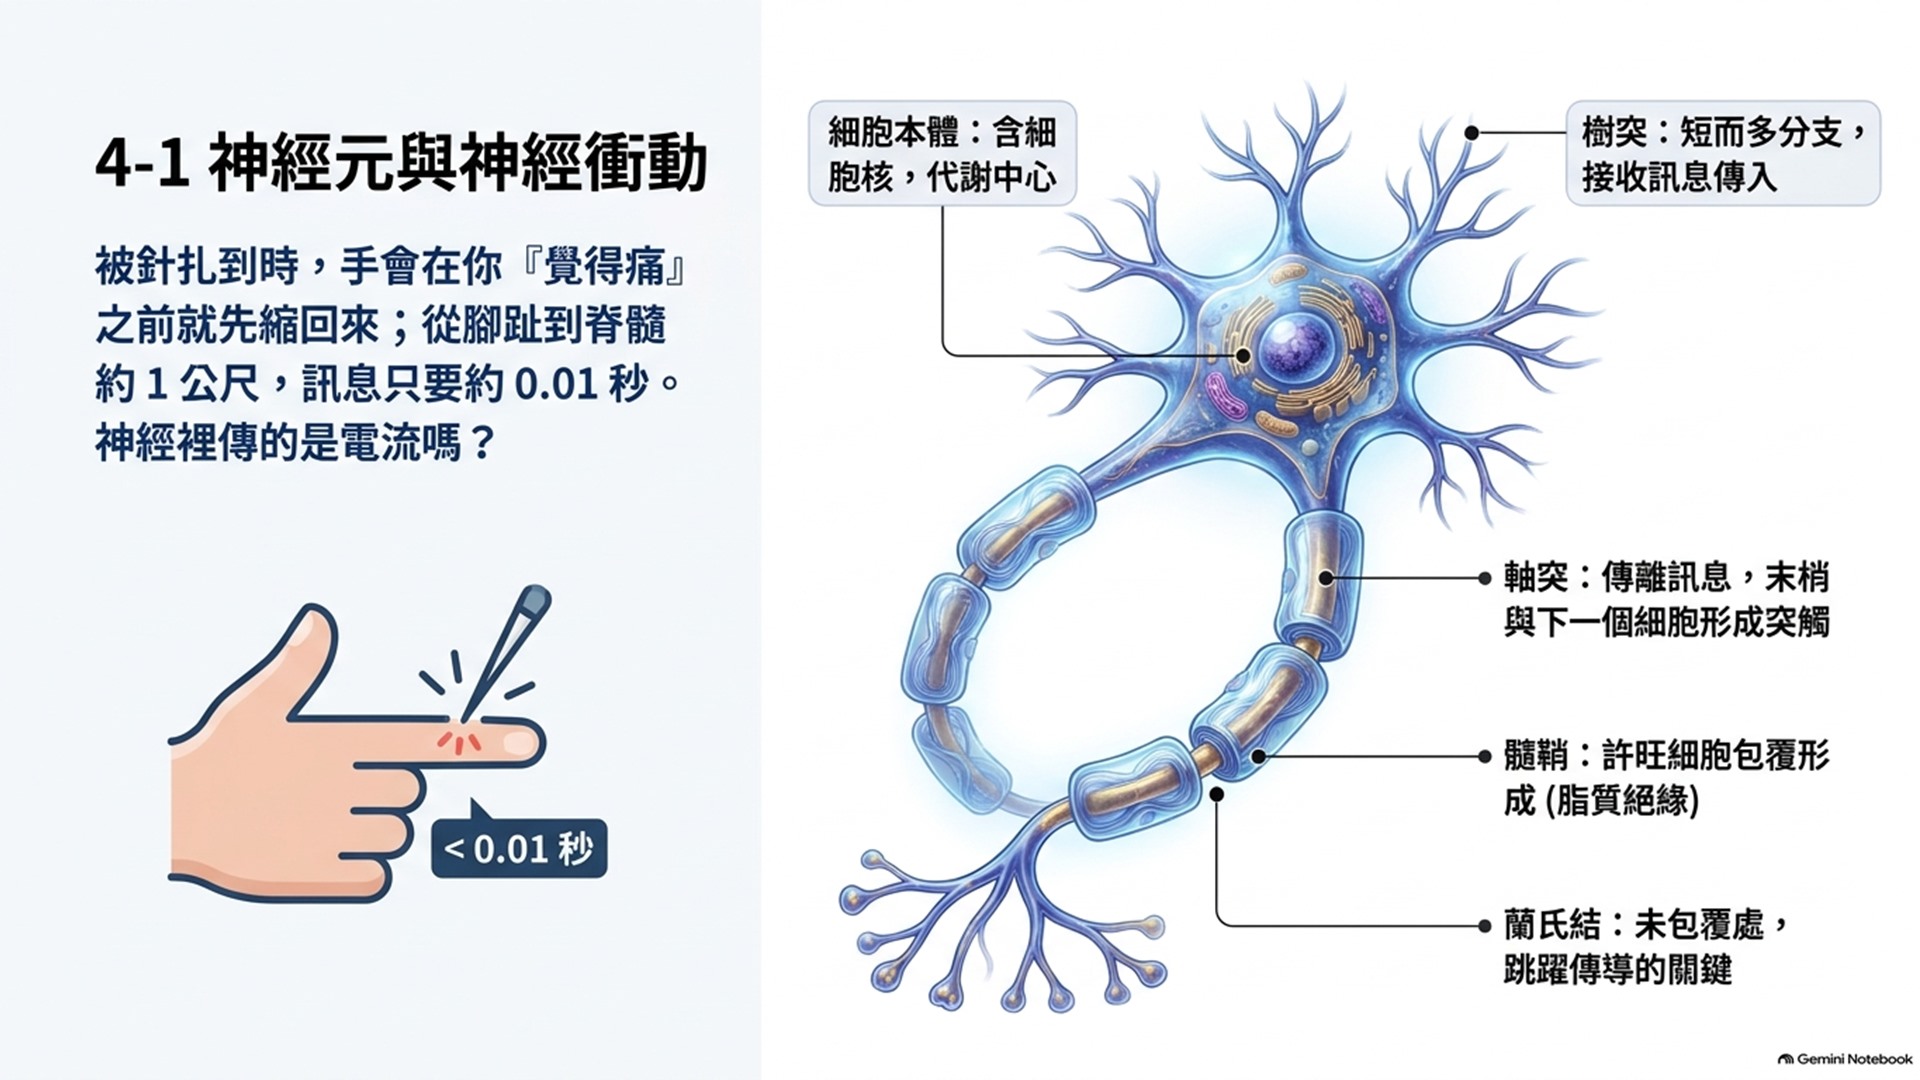 4-1 神經元與神經衝動
被針扎到時，手會在你『覺得痛』
之前就先縮回來；從腳趾到脊髓
約 1 公尺，訊息只要約 0.01 秒。
神經裡傳的是電流嗎？
< 0.01 秒
細胞本體：含細
胞核，代謝中心
樹突：短而多分支，
接收訊息傳入
軸突：傳離訊息，末梢
與下一個細胞形成突觸
髓鞘：許旺細胞包覆形
成 (脂質絕緣)
蘭氏結：未包覆處，
跳躍傳導的關鍵
Gemini Notebook